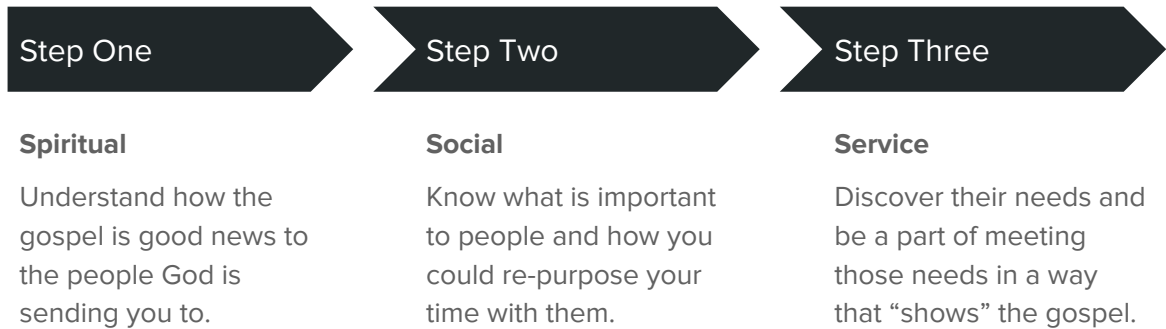 Step One
Step Two
Step Three
Spiritual
Understand how the
gospel is good news to
the people God is
sending you to.
Social
Know what is important
to people and how you
could re-purpose your
time with them.
Service
Discover their needs and
be a part of meeting
those needs in a way
that “shows” the gospel.